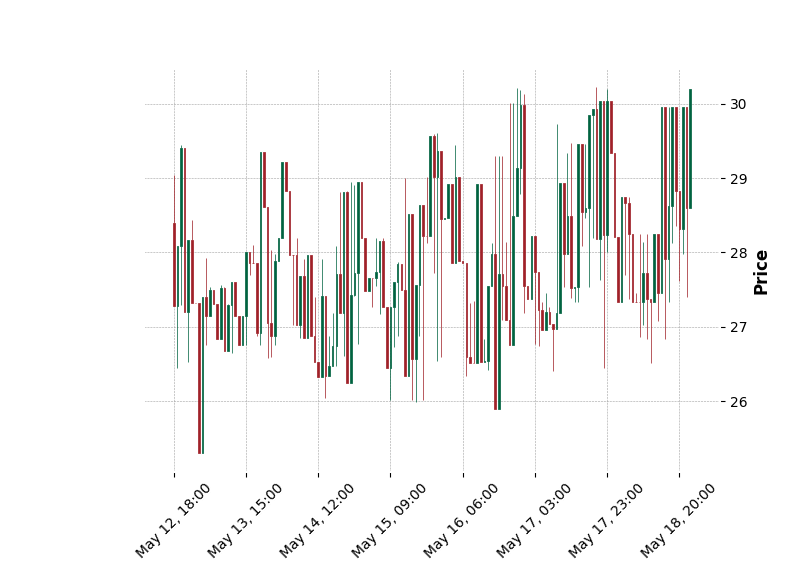 30
29
28
27
26
Price
May 12, 18:00
May 13, 15:00
May 14, 12:00
May 15, 09:00
May 16, 06:00
May 17, 03:00
May 17, 23:00
May 18, 20:00